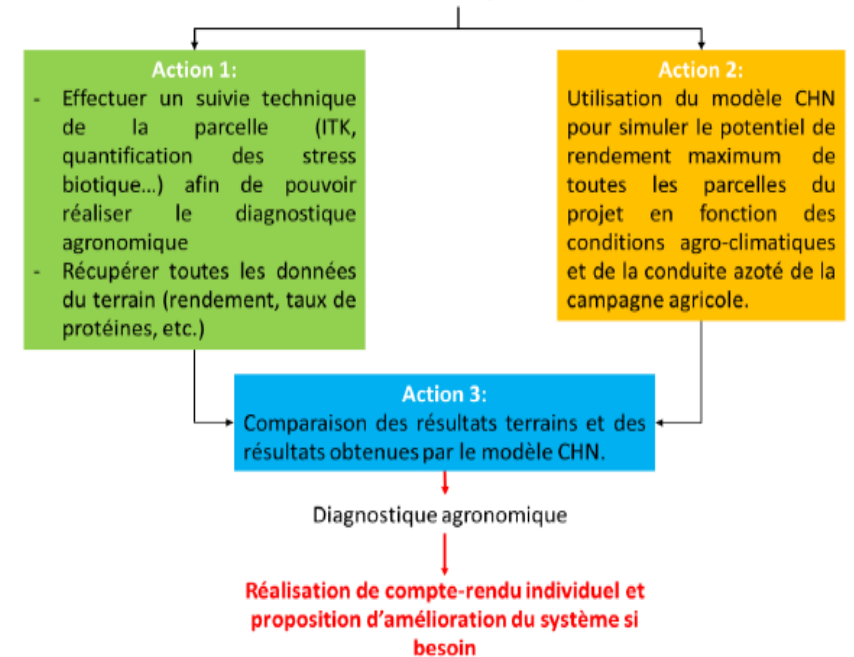 Action 1:
- Effectuer un suivie technique
de la parcelle (ITK,
quantification des stress
biotique...) afin de pouvoir
réaliser le diagnostique
agronomique
- Récupérer toutes les données
du terrain (rendement, taux de
protéines, etc.)
Action 2:
Utilisation du modèle CHN
pour simuler le potentiel de
rendement maximum de
toutes les parcelles du
projet en fonction des
conditions agro-climatiques
et de la conduite azoté de la
campagne agricole.
Action 3:
Comparaison des résultats terrains et des
résultats obtenues par le modèle CHN.
Diagnostique agronomique
Réalisation de compte-rendu individuel et
proposition d'amélioration du système si
besoin